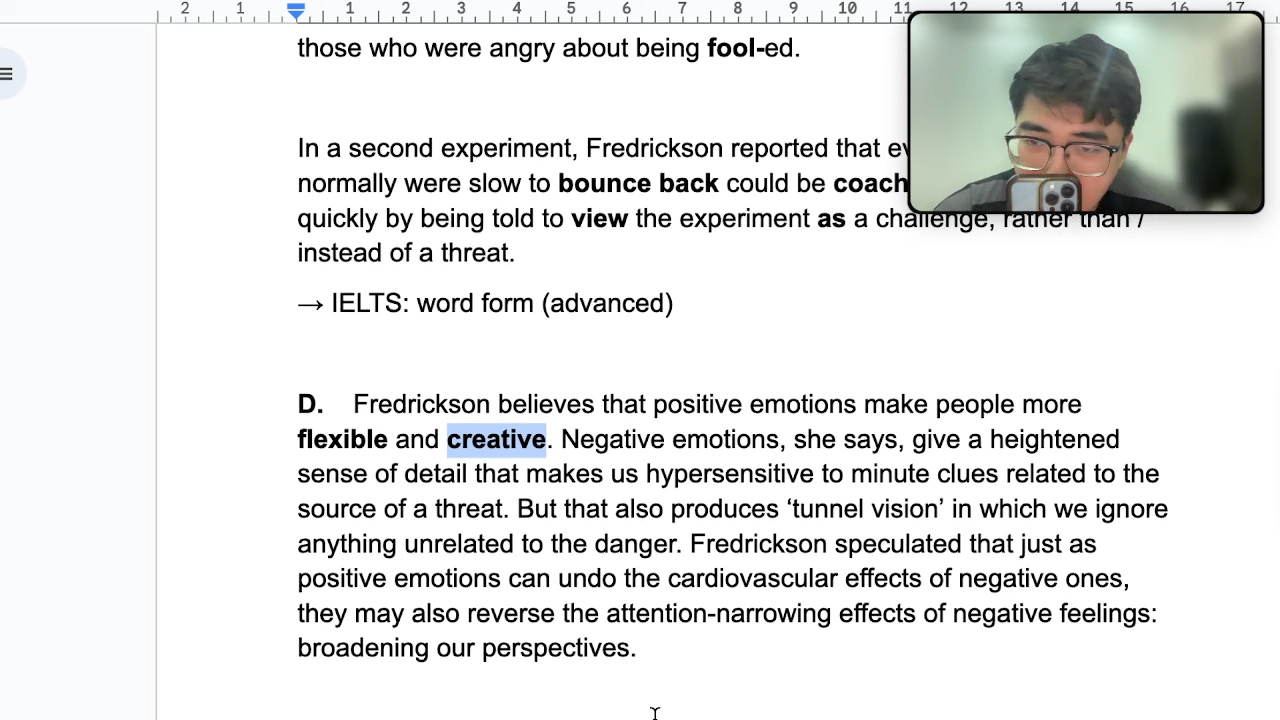 2 1 1 2 3 4 5 6 7 8 9 10 11 12 13 14 15 16 17
those who were angry about being fool-ed.
In a second experiment, Fredrickson reported that
normally were slow to bounce back could be coach
quickly by being told to view the experiment as a challenge, rather than /
instead of a threat.
→ IELTS: word form (advanced)
D. Fredrickson believes that positive emotions make people more
flexible and creative. Negative emotions, she says, give a heightened
sense of detail that makes us hypersensitive to minute clues related to the
source of a threat. But that also produces ‘tunnel vision’ in which we ignore
anything unrelated to the danger. Fredrickson speculated that just as
positive emotions can undo the cardiovascular effects of negative ones,
they may also reverse the attention-narrowing effects of negative feelings:
broadening our perspectives.